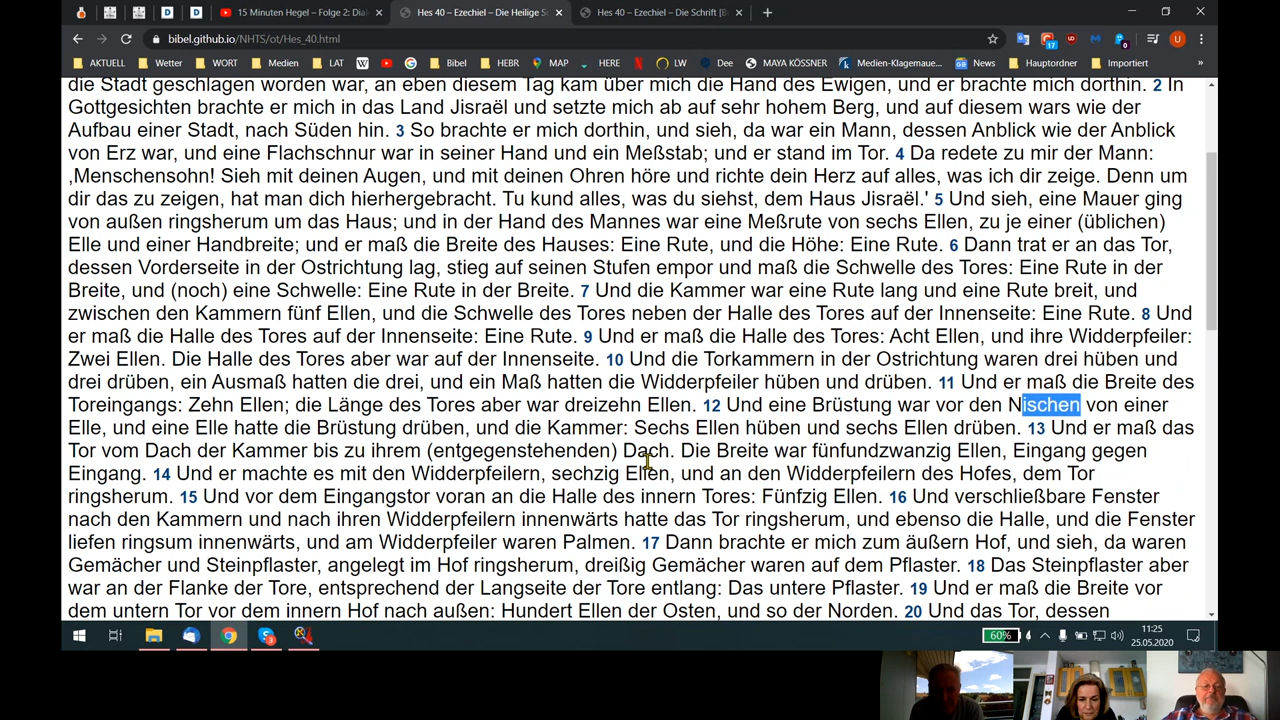 15 Minuten Hegel – Folge 2: Dia
Hes 40 – Ezechiel – Die Heilige S
Hes 40 – Ezechiel – Die Schrift [B
bibel.github.io/NHTS/ot/Hes_40.html
AKTUELL Wetter WORT Medien LAT Bibel HEBR MAP HERE LW Dee MAYA KÖSSNER Medien-Klagemaue... News Hauptordner Importiert
die Stadt geschlagen worden war, an eben diesem Tag kam über mich die Hand des Ewigen, und er brachte mich dorthin. 2 In
Gottgesichten brachte er mich in das Land Jisraël und setzte mich ab auf sehr hohem Berg, und auf diesem wars wie der
Aufbau einer Stadt, nach Süden hin. 3 So brachte er mich dorthin, und sieh, da war ein Mann, dessen Anblick wie der Anblick
von Erz war, und eine Flachschnur war in seiner Hand und ein Meßstab; und er stand im Tor. 4 Da redete zu mir der Mann:
‚Menschensohn! Sieh mit deinen Augen, und mit deinen Ohren höre und richte dein Herz auf alles, was ich dir zeige. Denn um
dir das zu zeigen, hat man dich hierhergebracht. Tu kund alles, was du siehst, dem Haus Jisraël.' 5 Und sieh, eine Mauer ging
von außen ringsherum um das Haus; und in der Hand des Mannes war eine Meßrute von sechs Ellen, zu je einer (üblichen)
Elle und einer Handbreite; und er maß die Breite des Hauses: Eine Rute, und die Höhe: Eine Rute. 6 Dann trat er an das Tor,
dessen Vorderseite in der Ostrichtung lag, stieg auf seinen Stufen empor und maß die Schwelle des Tores: Eine Rute in der
Breite, und (noch) eine Schwelle: Eine Rute in der Breite. 7 Und die Kammer war eine Rute lang und eine Rute breit, und
zwischen den Kammern fünf Ellen, und die Schwelle des Tores neben der Halle des Tores auf der Innenseite: Eine Rute. 8 Und
er maß die Halle des Tores auf der Innenseite: Eine Rute. 9 Und er maß die Halle des Tores: Acht Ellen, und ihre Widderpfeiler:
Zwei Ellen. Die Halle des Tores aber war auf der Innenseite. 10 Und die Torkammern in der Ostrichtung waren drei hüben und
drei drüben, ein Ausmaß hatten die drei, und ein Maß hatten die Widderpfeiler hüben und drüben. 11 Und er maß die Breite des
Toreingangs: Zehn Ellen; die Länge des Tores aber war dreizehn Ellen. 12 Und eine Brüstung war vor den Nischen von einer
Elle, und eine Elle hatte die Brüstung drüben, und die Kammer: Sechs Ellen hüben und sechs Ellen drüben. 13 Und er maß das
Tor vom Dach der Kammer bis zu ihrem (entgegenstehenden) Dach. Die Breite war fünfundzwanzig Ellen, Eingang gegen
Eingang. 14 Und er machte es mit den Widderpfeilern, sechzig Ellen, und an den Widderpfeilern des Hofes, dem Tor
ringsherum. 15 Und vor dem Eingangstor voran an die Halle des innern Tores: Fünfzig Ellen. 16 Und verschließbare Fenster
nach den Kammern und nach ihren Widderpfeilern innenwärts hatte das Tor ringsherum, und ebenso die Halle, und die Fenster
liefen ringsum innenwärts, und am Widderpfeiler waren Palmen. 17 Dann brachte er mich zum äußern Hof, und sieh, da waren
Gemächer und Steinpflaster, angelegt im Hof ringsherum, dreißig Gemächer waren auf dem Pflaster. 18 Das Steinpflaster aber
war an der Flanke der Tore, entsprechend der Langseite der Tore entlang: Das untere Pflaster. 19 Und er maß die Breite vor
dem untern Tor vor dem innern Hof nach außen: Hundert Ellen der Osten, und so der Norden. 20 Und das Tor, dessen
60%
11:25
25.05.2020